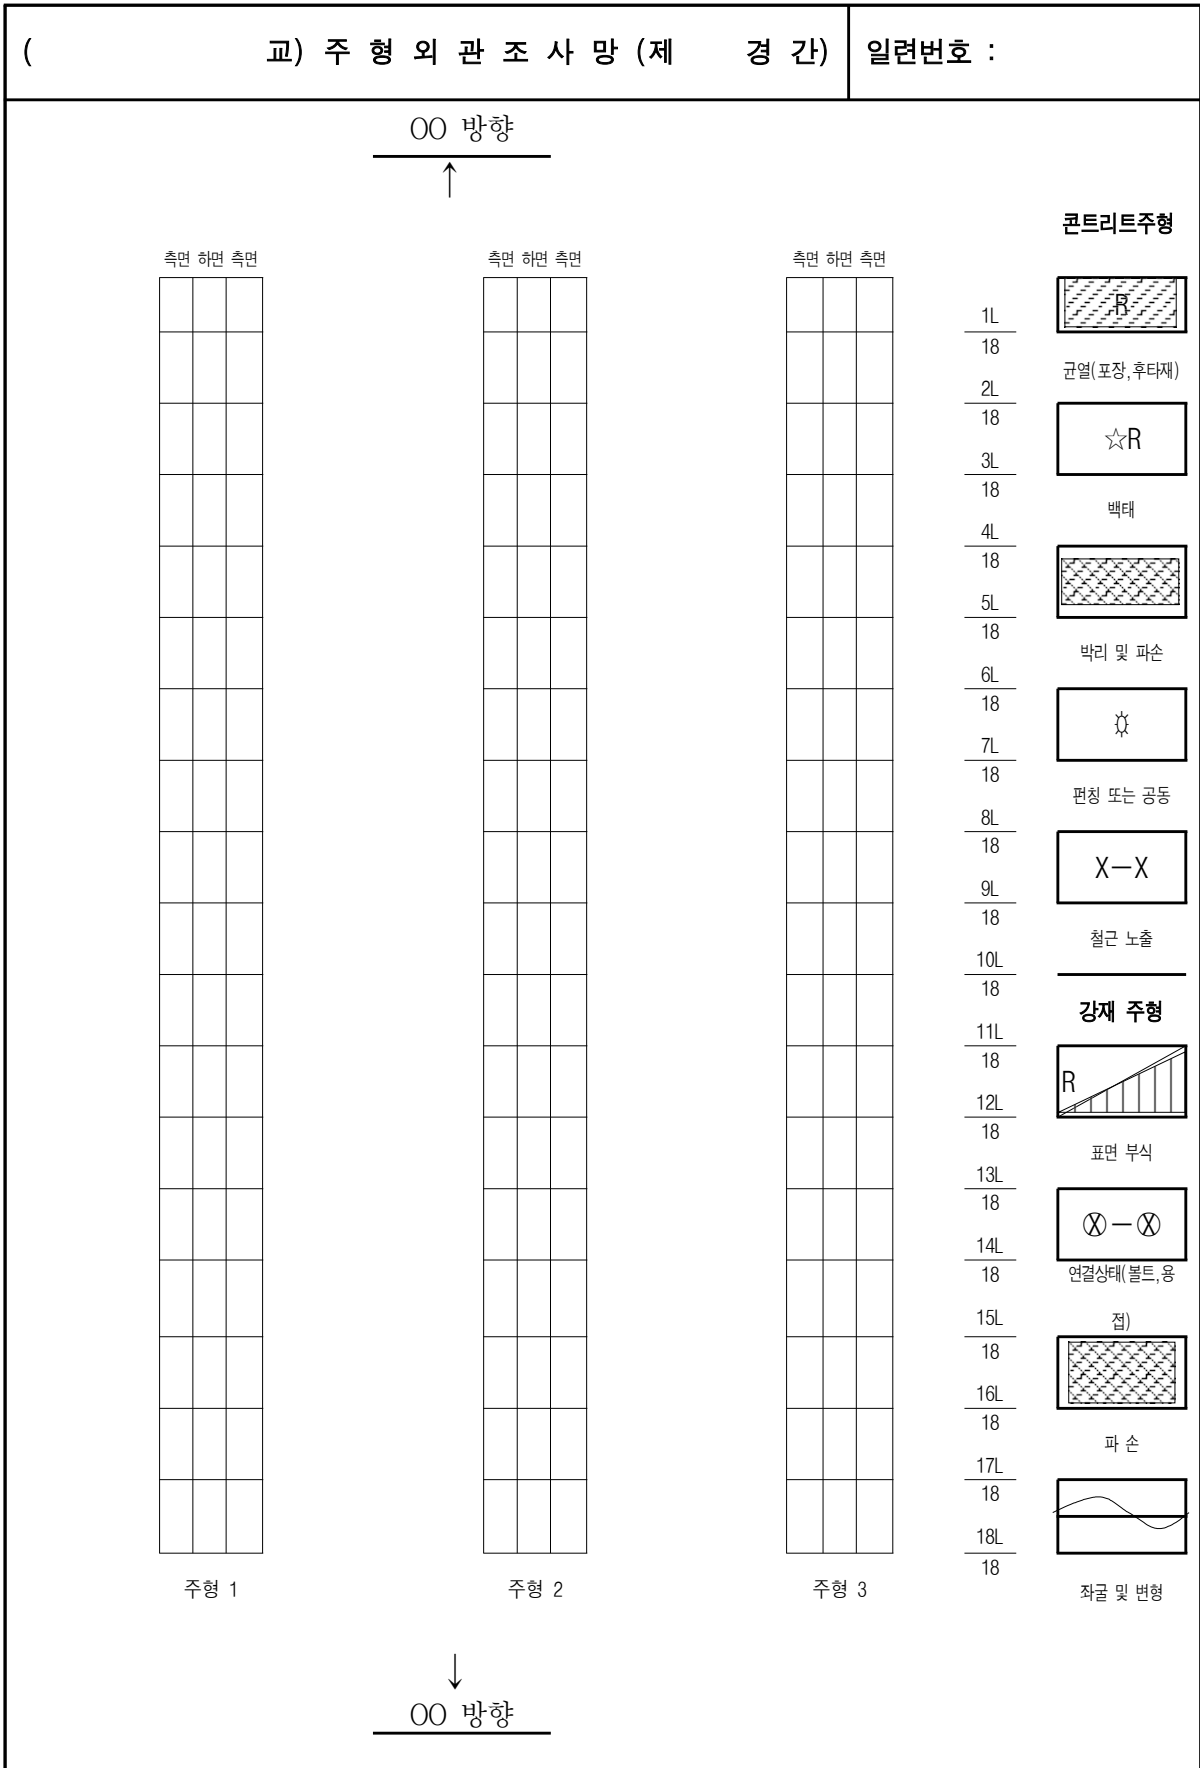 ( 교) 주 형 외 관 조 사 망 (제 경 간) 일련번호 :
OO 방향
↑
측면 하면 측면
측면 하면 측면
측면 하면 측면
주형 1
주형 2
주형 3
↓
OO 방향
1L
18
2L
18
3L
18
4L
18
5L
18
6L
18
7L
18
8L
18
9L
18
10L
18
11L
18
12L
18
13L
18
14L
18
15L
18
16L
18
17L
18
18L
18
콘트리트주형
R
균열(포장,후타재)
☆R
백태
박리 및 파손
펀칭 또는 공동
X—X
철근 노출
강재 주형
R
표면 부식
ⓧ—ⓧ
연결상태(볼트,용
접)
파 손
좌굴 및 변형